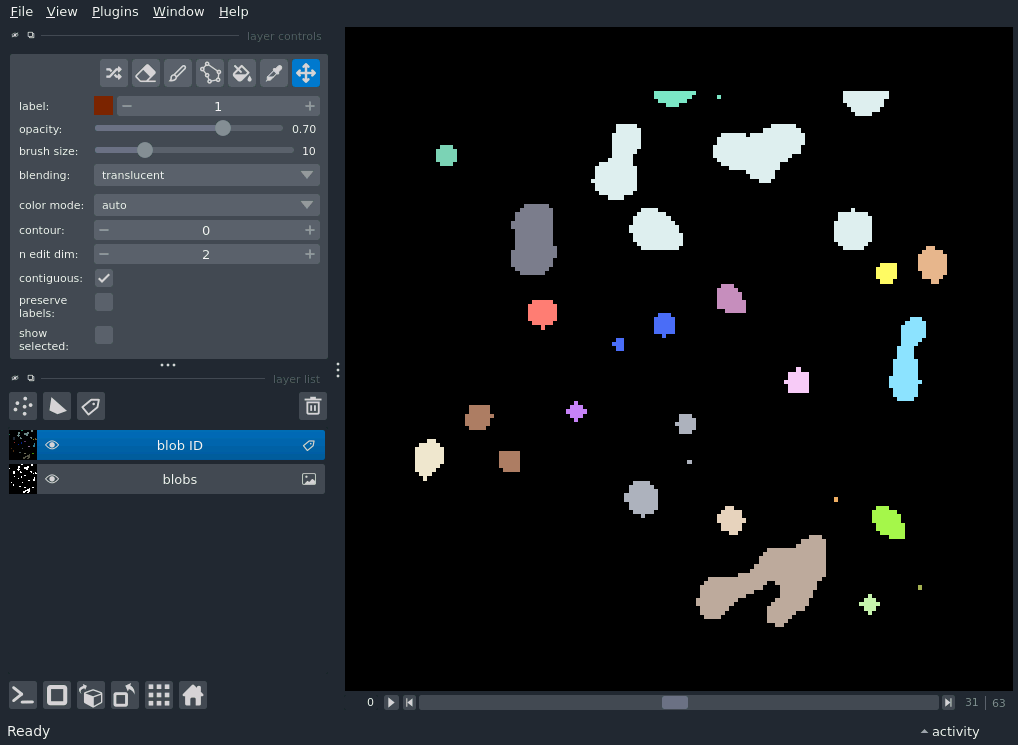 File View Plugins Window Help
layer controls
label: 1
opacity: 0.70
brush size: 10
blending: translucent
color mode: auto
contour: 0
n edit dim: 2
contiguous:
preserve
labels:
show
selected:
layer list
blob ID
blobs
0 31 | 63
Ready activity